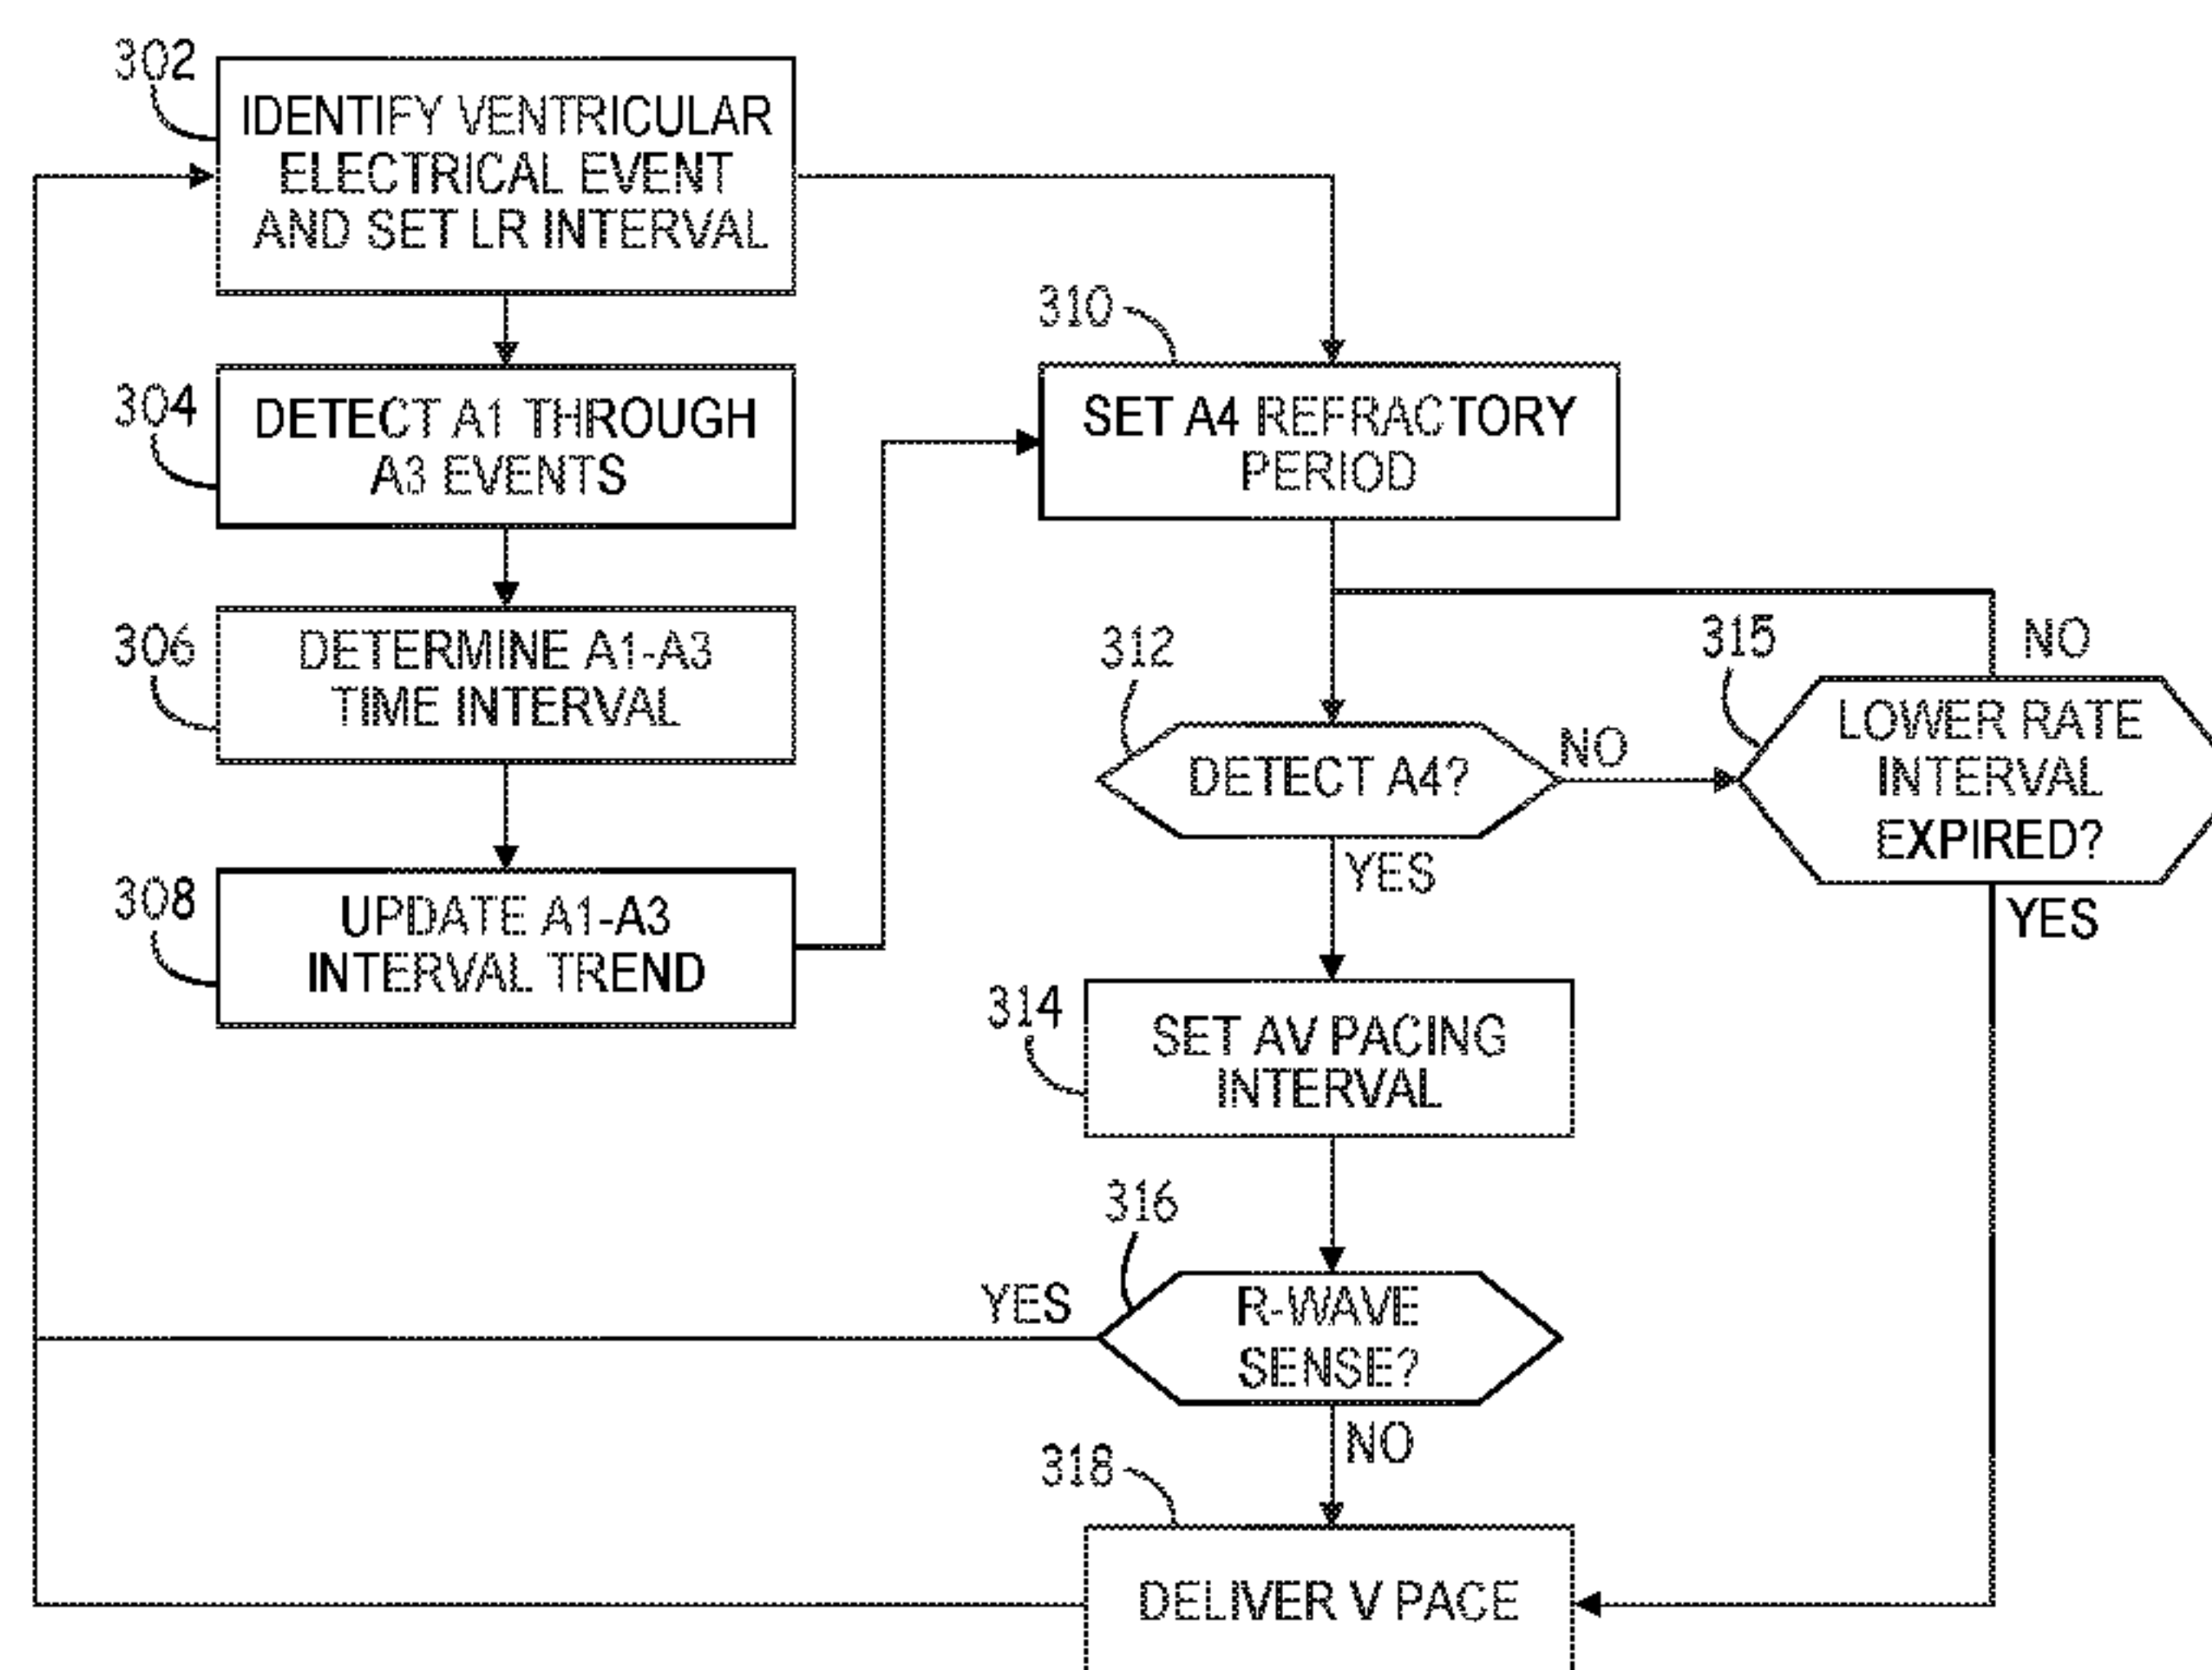 302
IDENTIFY VENTRICULAR
ELECTRICAL EVENT
AND SET LR INTERVAL
304
DETECT A1 THROUGH
A3 EVENTS
306
DETERMINE A1-A3
TIME INTERVAL
308
UPDATE A1-A3
INTERVAL TREND
310
SET A4 REFRACTORY
PERIOD
312
DETECT A4?
NO
YES
315
NO
LOWER RATE
INTERVAL
EXPIRED?
YES
314
SET AV PACING
INTERVAL
316
YES
R-WAVE
SENSE?
NO
318
DELIVER V PACE